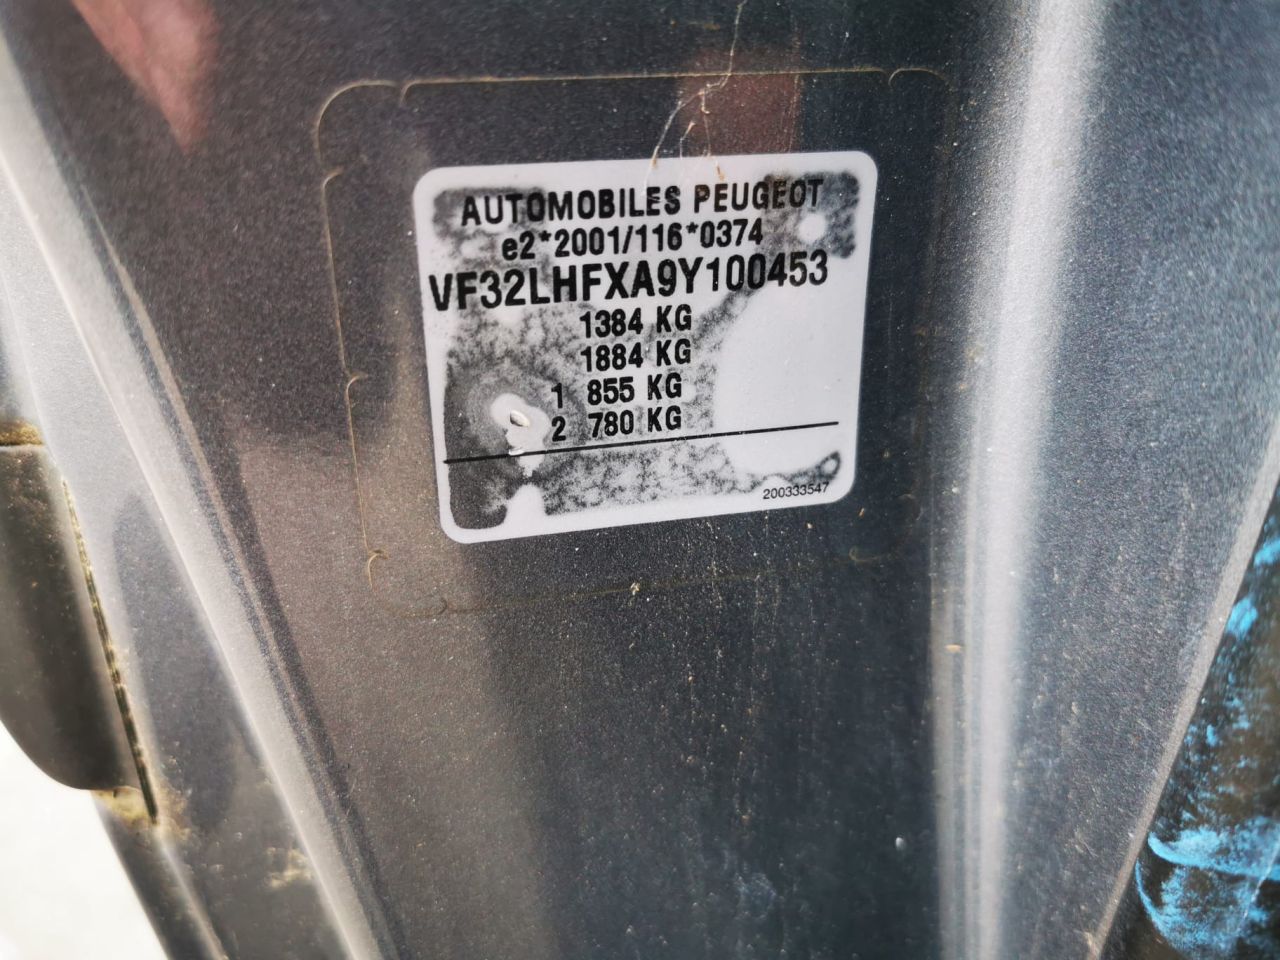 AUTOMOBILES PEUGEOT
e2*2001/116*0374
VF32LHFXA9Y100453
1384 KG
1884 KG
1 855 KG
2 780 KG
200333547